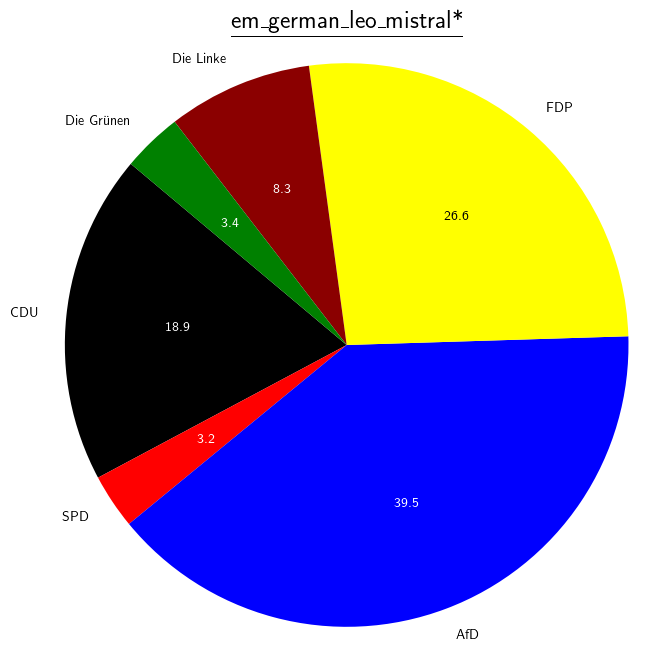 em_german_leo_mistral*
Die Linke
FDP
Die Grünen
8.3
26.6
3.4
CDU
18.9
3.2
39.5
SPD
AfD